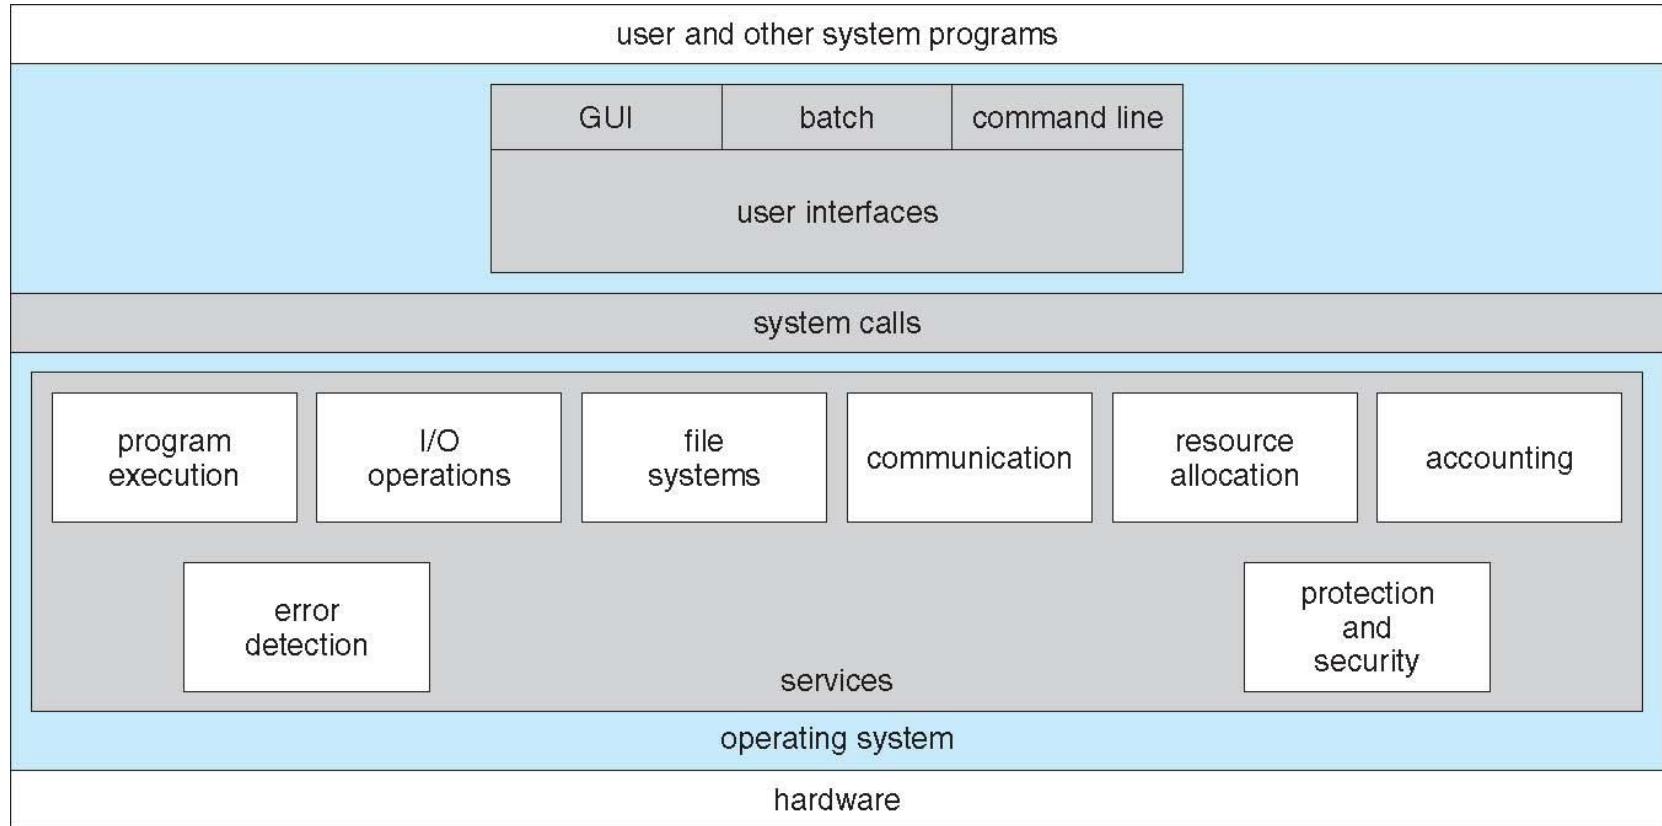 user and other system programs
GUI
batch
command line
user interfaces
system calls
program
execution
I/O
operations
file
systems
communication
resource
allocation
accounting
error
detection
protection
and
security
services
operating system
hardware